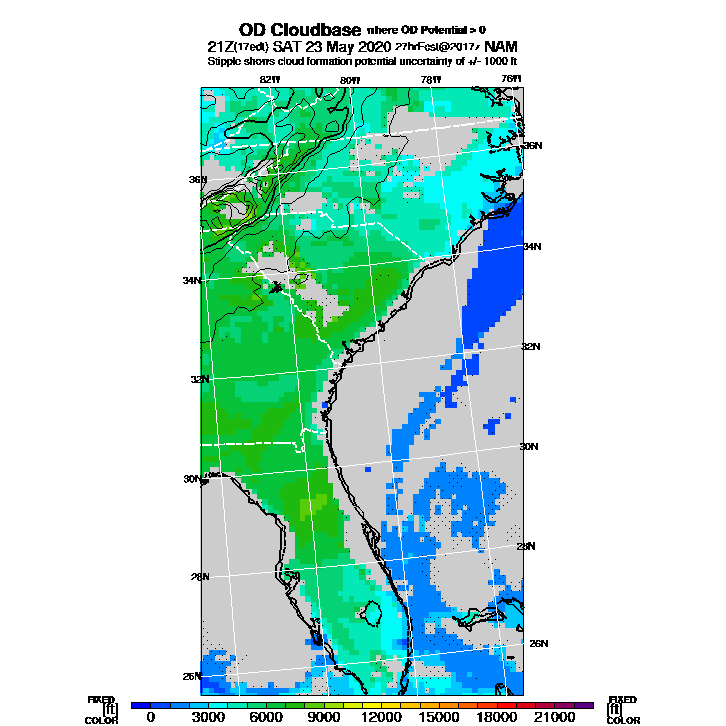 OD Cloudbase where OD Potential > 0
21Z(17edt) SAT 23 May 2020 27hrFcst@2017z NAM
Stipple shows cloud formation potential uncertainty of +/- 1000 ft
82W 80W 78W 76W
36N
36N
34N
34N
32N
32N
30N
30N
28N
28N
26N
26N
FIXED [ft] COLOR
0 3000 6000 9000 12000 15000 18000 21000
FIXED [ft] COLOR